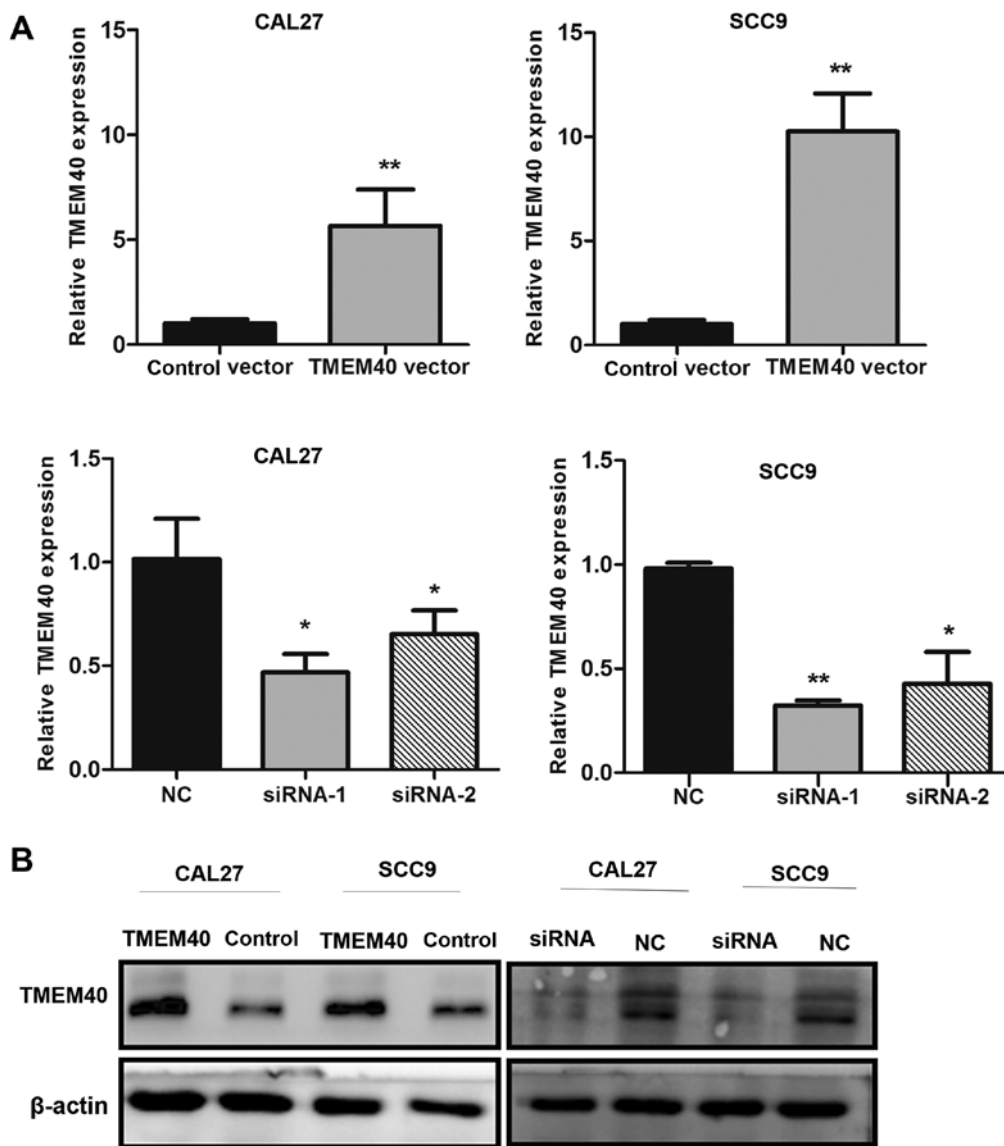 A
CAL27
Relative TMEM40 expression
15
10
5
0
**
Control vector TMEM40 vector
SCC9
Relative TMEM40 expression
15
10
5
0
**
Control vector TMEM40 vector
CAL27
Relative TMEM40 expression
1.5
1.0
0.5
0.0
*
*
NC siRNA-1 siRNA-2
SCC9
Relative TMEM40 expression
1.5
1.0
0.5
0.0
**
*
NC siRNA-1 siRNA-2
B
CAL27 SCC9 CAL27 SCC9
TMEM40 Control TMEM40 Control siRNA NC siRNA NC
TMEM40
β-actin